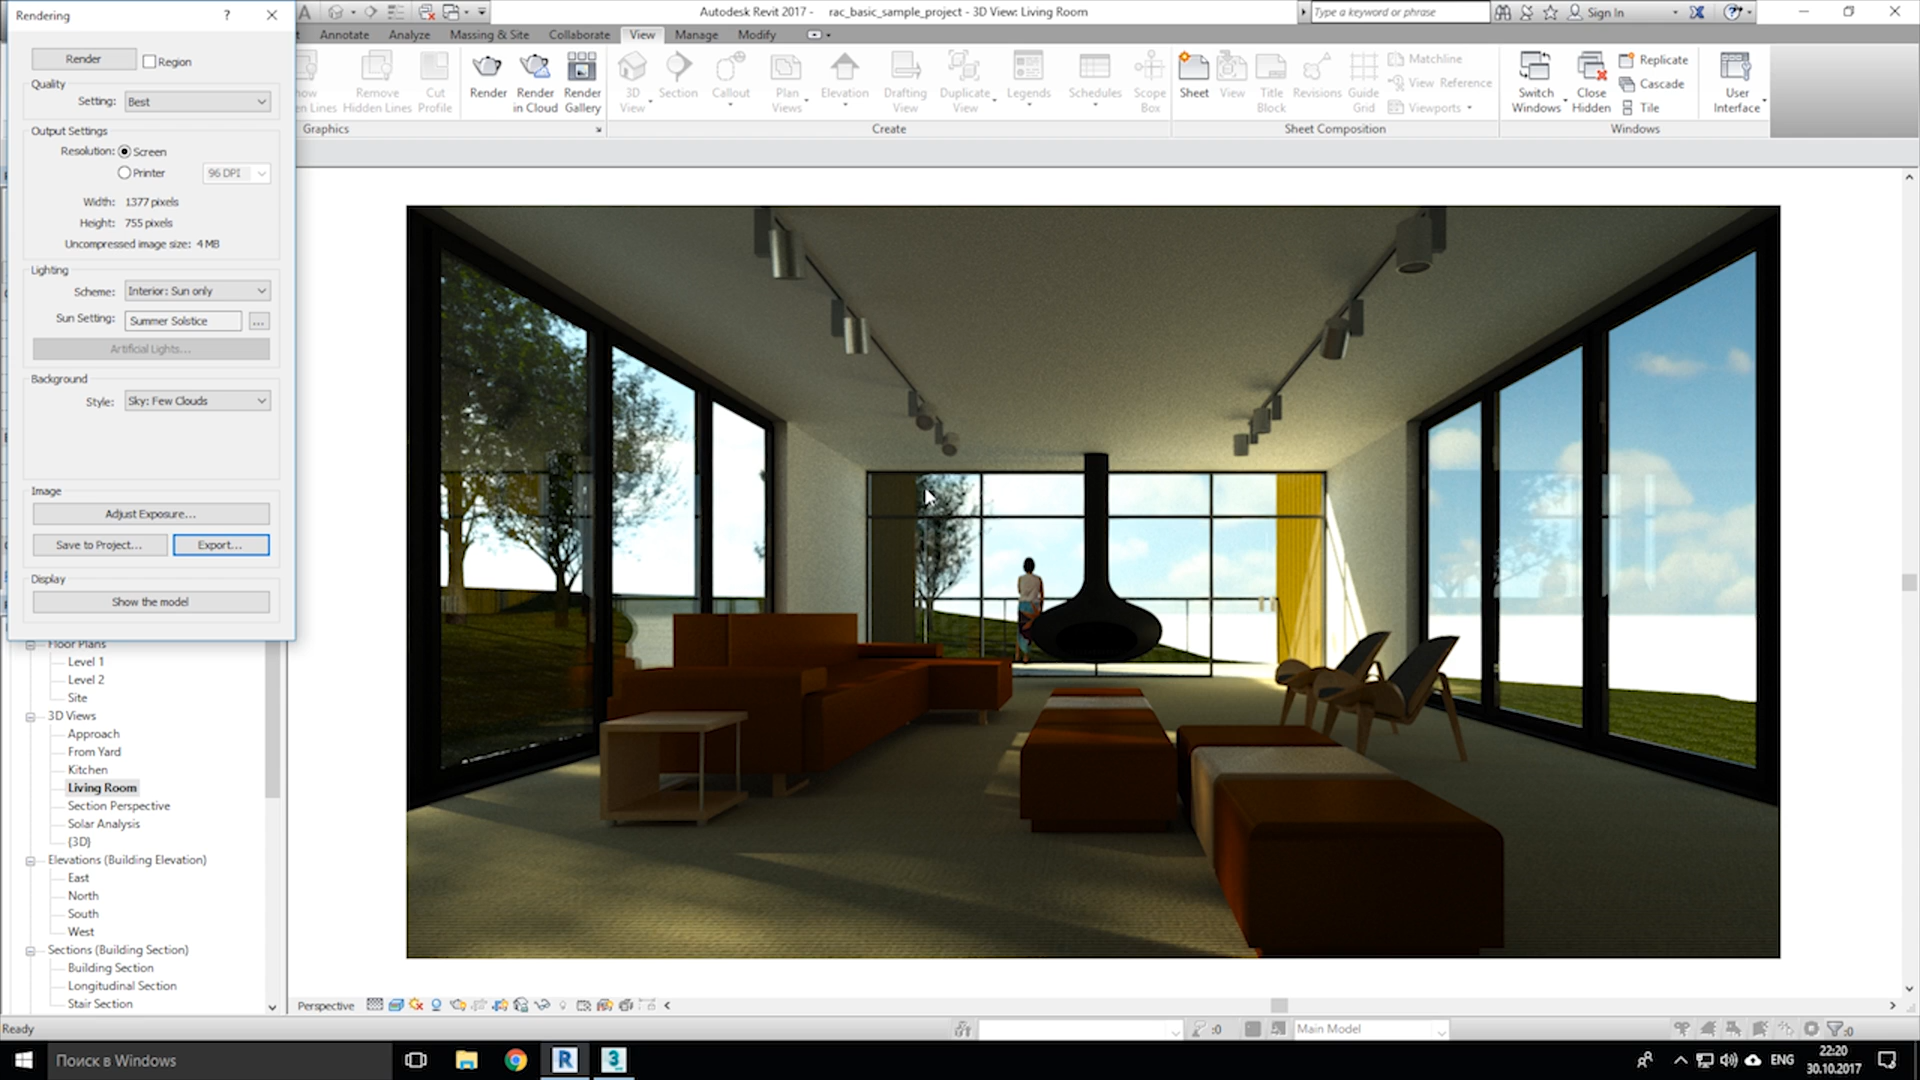 Rendering ?
Autodesk Revit 2017 - rac_basic_sample_project - 3D View: Living Room
Type a keyword or phrase
Sign In
Annotate Analyze Massing & Site Collaborate View Manage Modify
Remove Hidden Lines
Cut Profile
Render
Render in Cloud
Render Gallery
3D View
Section
Callout
Plan Views
Elevation
Drafting View
Duplicate View
Legends
Schedules
Scope Box
Sheet
View
Title Block
Revisions
Guide Grid
Matchline
View Reference
Viewports
Switch Windows
Close Hidden
Replicate
Cascade
Tile
User Interface
Graphics
Create
Sheet Composition
Windows
Render
Region
Quality
Setting: Best
Output Settings
Resolution: Screen
Printer 96 DPI
Width: 1377 pixels
Height: 755 pixels
Uncompressed image size: 4 MB
Lighting
Scheme: Interior: Sun only
Sun Setting: Summer Solstice ...
Artificial Lights...
Background
Style: Sky: Few Clouds
Image
Adjust Exposure...
Save to Project... Export...
Display
Show the model
Floor Plans
Level 1
Level 2
Site
3D Views
Approach
From Yard
Kitchen
Living Room
Section Perspective
Solar Analysis
{3D}
Elevations (Building Elevation)
East
North
South
West
Sections (Building Section)
Building Section
Longitudinal Section
Stair Section
Perspective
Ready
:0
Main Model
:0
Поиск в Windows
ENG
22:20
30.10.2017